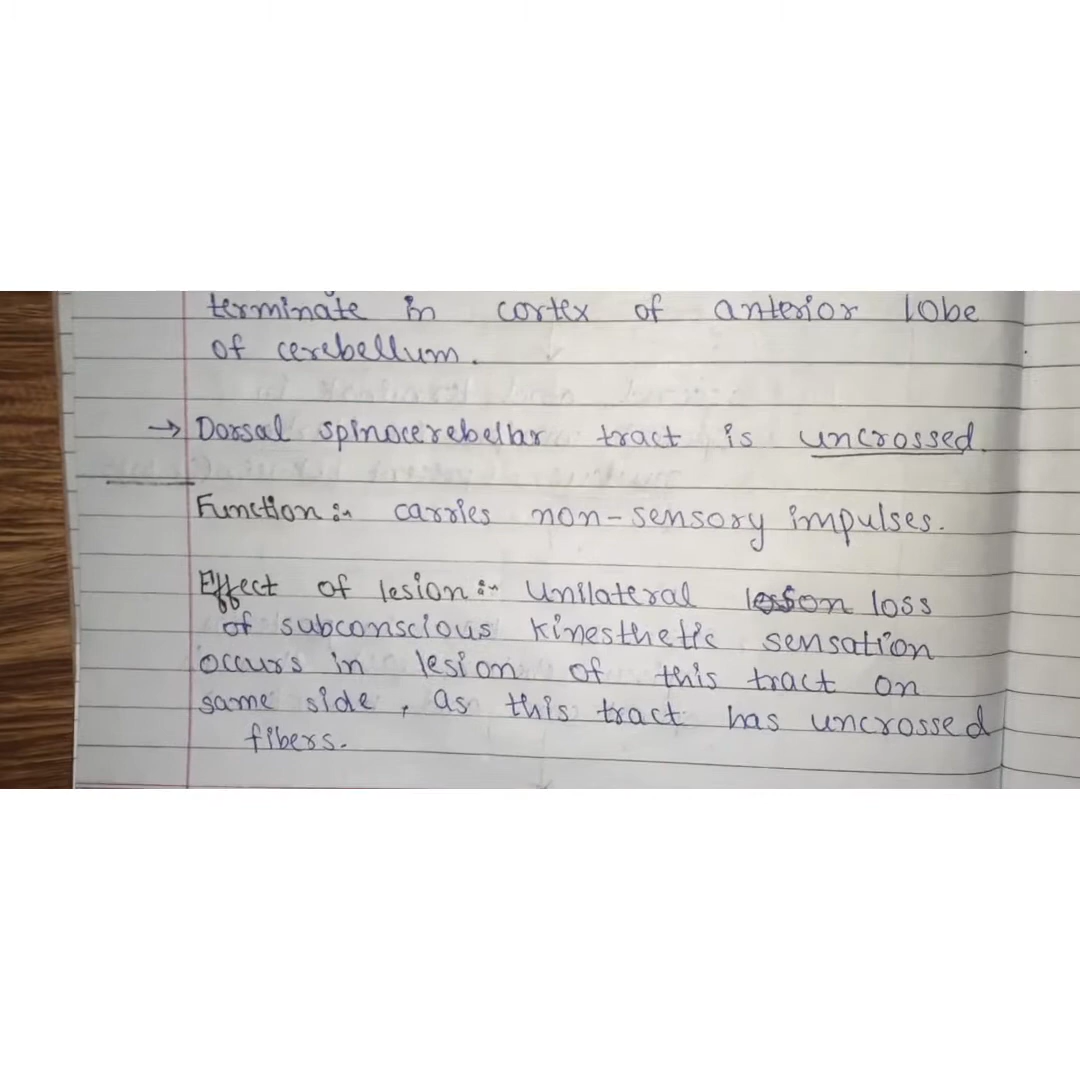 terminate in cortex of anterior lobe
of cerebellum.
→ Dorsal spinocerebellar tract is uncrossed.
Function :- carries non-sensory impulses.
Effect of lesion :- Unilateral loss
of subconscious kinesthetic sensation
occurs in lesion of this tract on
same side, as this tract has uncrossed
fibers.